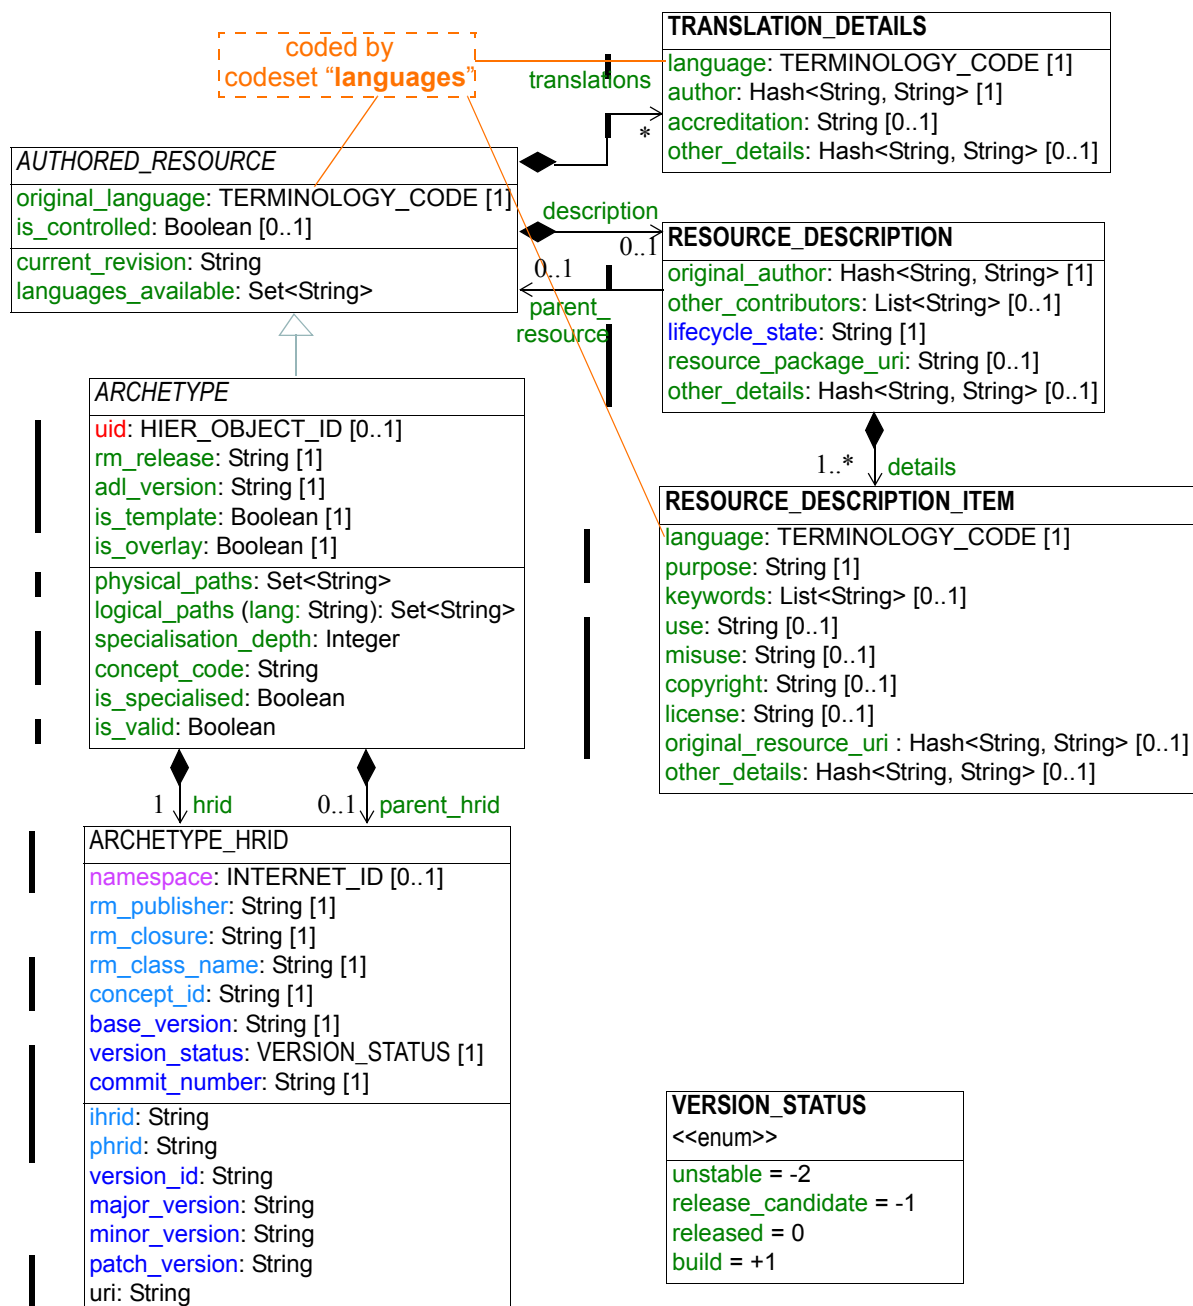 coded by
codeset “languages”
TRANSLATION_DETAILS
language: TERMINOLOGY_CODE [1]
author: Hash<String, String> [1]
accreditation: String [0..1]
other_details: Hash<String, String> [0..1]
translations
*
AUTHORED_RESOURCE
original_language: TERMINOLOGY_CODE [1]
is_controlled: Boolean [0..1]
current_revision: String
languages_available: Set<String>
description
0..1
0..1
parent_
resource
RESOURCE_DESCRIPTION
original_author: Hash<String, String> [1]
other_contributors: List<String> [0..1]
lifecycle_state: String [1]
resource_package_uri: String [0..1]
other_details: Hash<String, String> [0..1]
1..*
details
ARCHETYPE
uid: HIER_OBJECT_ID [0..1]
rm_release: String [1]
adl_version: String [1]
is_template: Boolean [1]
is_overlay: Boolean [1]
physical_paths: Set<String>
logical_paths (lang: String): Set<String>
specialisation_depth: Integer
concept_code: String
is_specialised: Boolean
is_valid: Boolean
RESOURCE_DESCRIPTION_ITEM
language: TERMINOLOGY_CODE [1]
purpose: String [1]
keywords: List<String> [0..1]
use: String [0..1]
misuse: String [0..1]
copyright: String [0..1]
license: String [0..1]
original_resource_uri : Hash<String, String> [0..1]
other_details: Hash<String, String> [0..1]
1 hrid
0..1 parent_hrid
ARCHETYPE_HRID
namespace: INTERNET_ID [0..1]
rm_publisher: String [1]
rm_closure: String [1]
rm_class_name: String [1]
concept_id: String [1]
base_version: String [1]
version_status: VERSION_STATUS [1]
commit_number: String [1]
ihrid: String
phrid: String
version_id: String
major_version: String
minor_version: String
patch_version: String
uri: String
VERSION_STATUS
<<enum>>
unstable = -2
release_candidate = -1
released = 0
build = +1